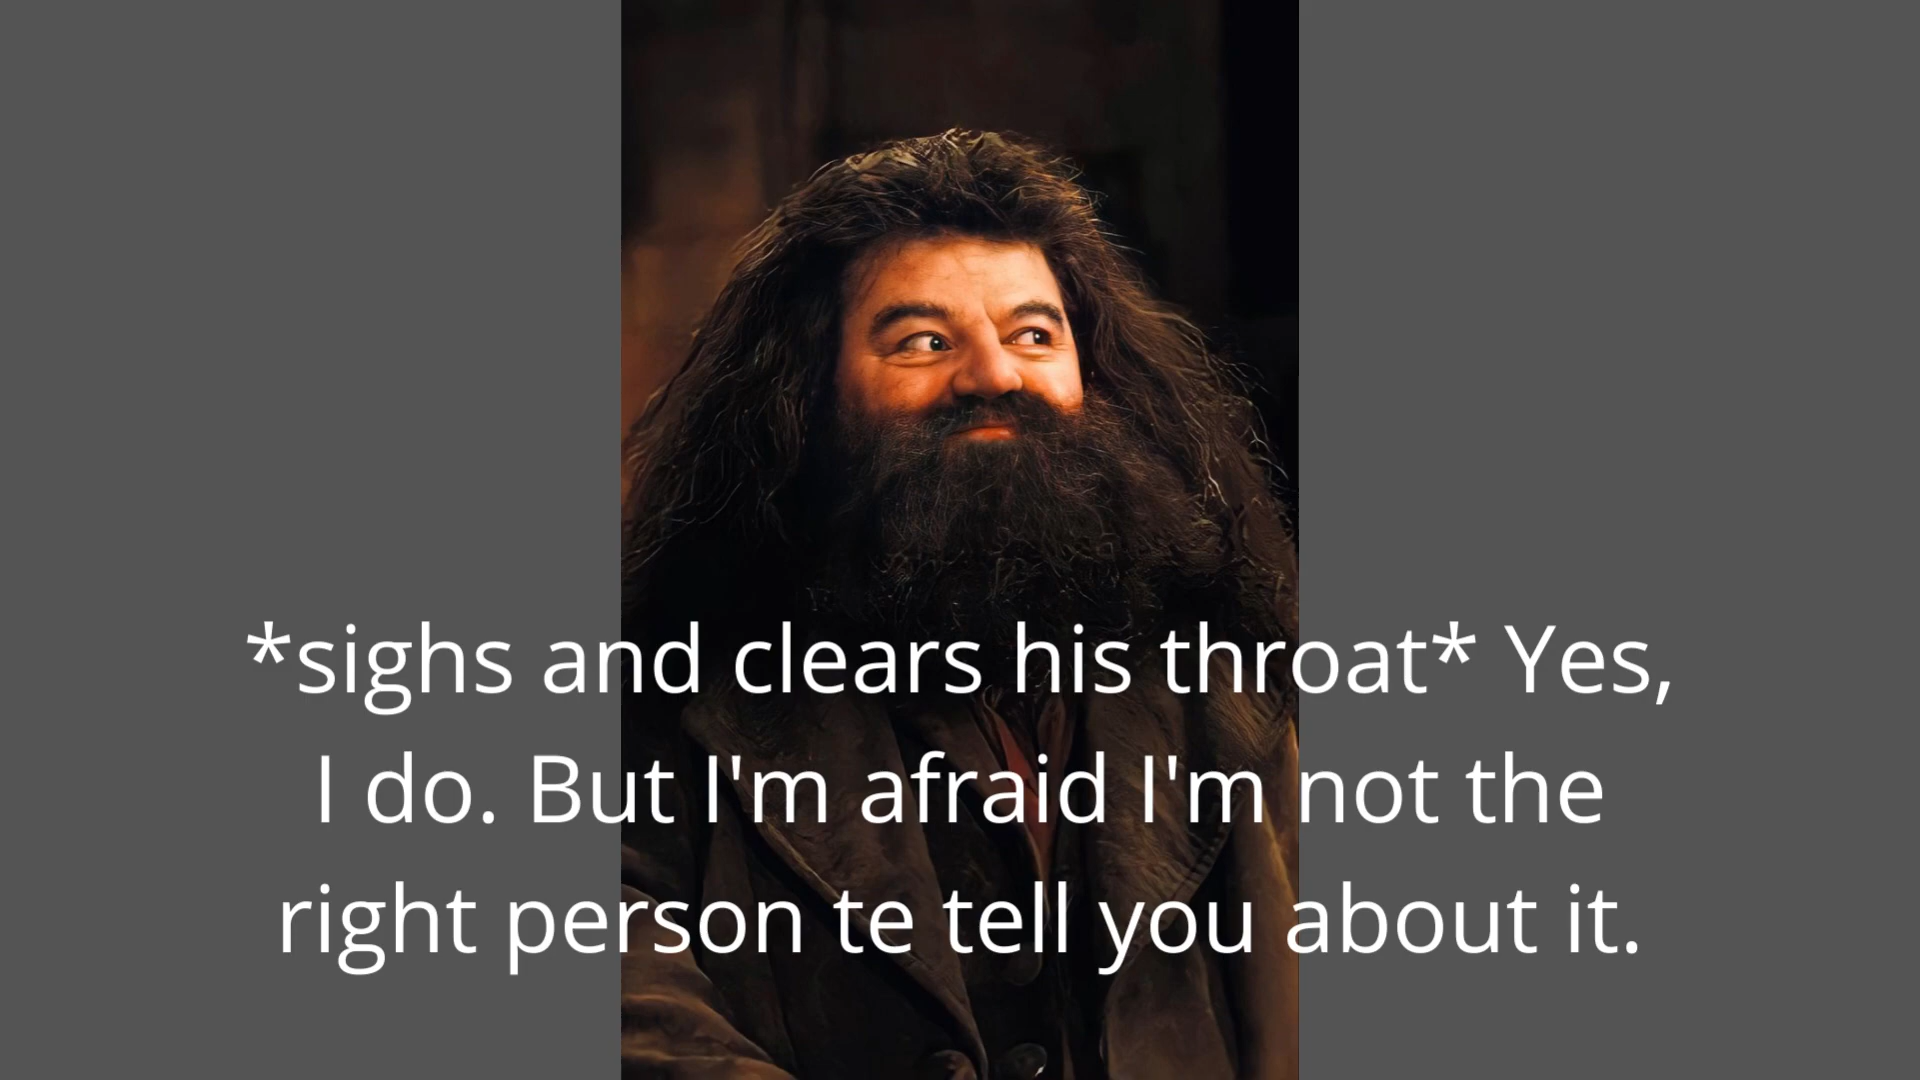 *sighs and clears his throat* Yes,
I do. But I'm afraid I'm not the
right person te tell you about it.